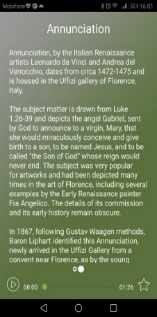 Mobifone
16:01
Annunciation
Annunciation, by the Italian Renaissance
artists Leonardo da Vinci and Andrea del
Verrocchio, dates from circa 1472-1475 and
is housed in the Uffizi gallery of Florence,
Italy.
The subject matter is drawn from Luke
1.26-39 and depicts the angel Gabriel, sent
by God to announce to a virgin, Mary, that
she would miraculously conceive and give
birth to a son, to be named Jesus, and to be
called "the Son of God" whose reign would
never end. The subject was very popular
for artworks and had been depicted many
times in the art of Florence, including several
examples by the Early Renaissance painter
Fra Angelico. The details of its commission
and its early history remain obscure.
In 1867, following Gustav Waagen methods,
Baron Liphart identified this Annunciation,
newly arrived in the Uffizi Gallery from a
convent near Florence, as by the young
00:00
01:25